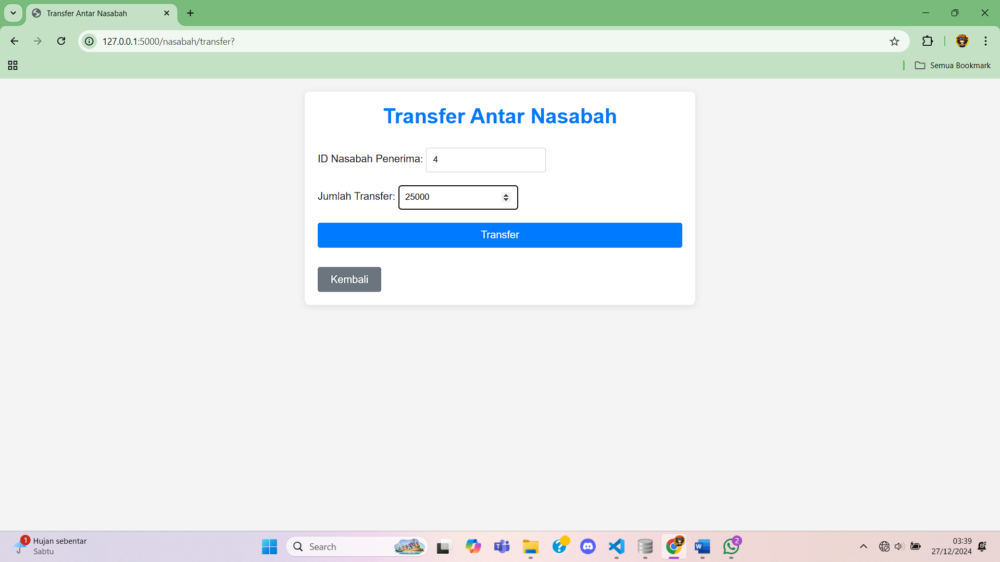 Transfer Antar Nasabah
127.0.0.1:5000/nasabah/transfer?
Semua Bookmark
Transfer Antar Nasabah
ID Nasabah Penerima: 4
Jumlah Transfer: 25000
Transfer
Kembali
1
Hujan sebentar
Sabtu
Search
2
03:39
27/12/2024